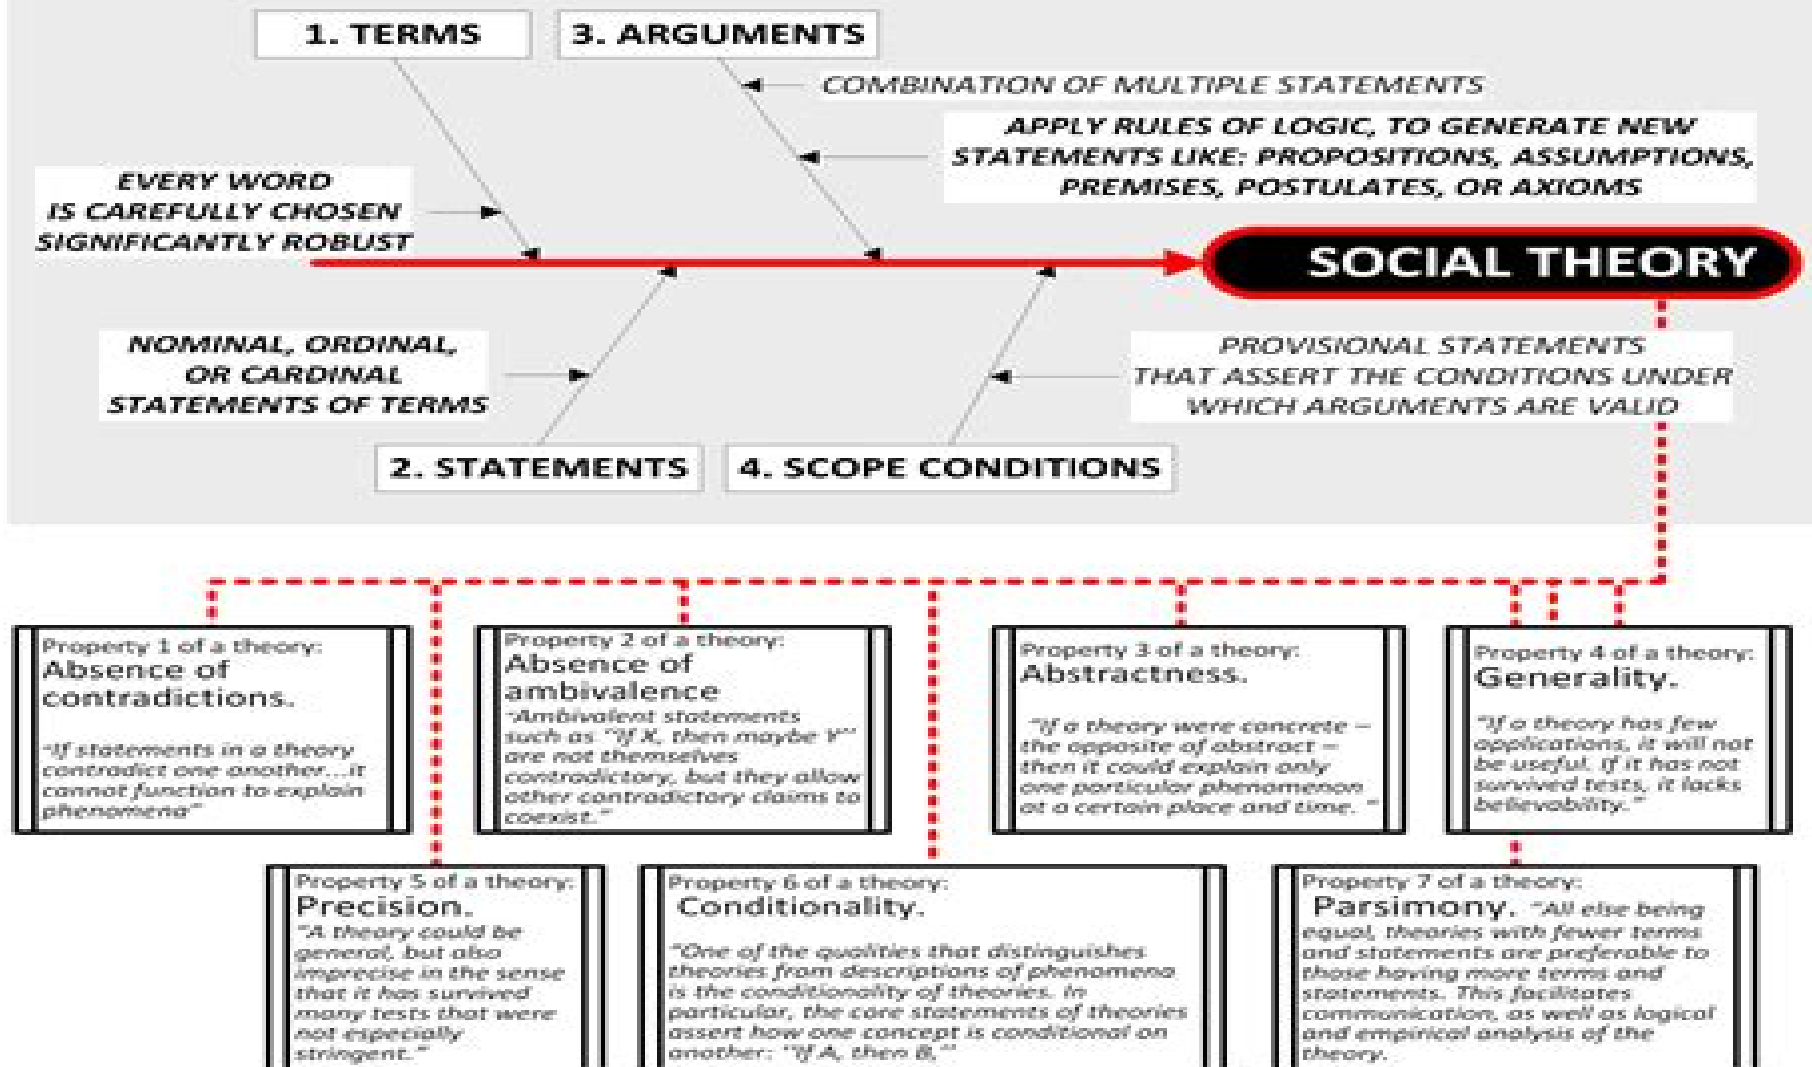 1. TERMS
3. ARGUMENTS
COMBINATION OF MULTIPLE STATEMENTS
APPLY RULES OF LOGIC, TO GENERATE NEW
STATEMENTS LIKE: PROPOSITIONS, ASSUMPTIONS,
PREMISES, POSTULATES, OR AXIOMS
EVERY WORD
IS CAREFULLY CHOSEN
SIGNIFICANTLY ROBUST
SOCIAL THEORY
NOMINAL, ORDINAL,
OR CARDINAL
STATEMENTS OF TERMS
PROVISIONAL STATEMENTS
THAT ASSERT THE CONDITIONS UNDER
WHICH ARGUMENTS ARE VALID
2. STATEMENTS
4. SCOPE CONDITIONS
Property 1 of a theory:
Absence of
contradictions.
"If statements in a theory
contradict one another...it
cannot function to explain
phenomena"
Property 2 of a theory:
Absence of
ambivalence
"Ambivalent statements
such as ''If X, then maybe Y''
are not themselves
contradictory, but they allow
other contradictory claims to
coexist."
Property 3 of a theory:
Abstractness.
"If a theory were concrete –
the opposite of abstract –
then it could explain only
one particular phenomenon
at a certain place and time. "
Property 4 of a theory:
Generality.
"If a theory has few
applications, it will not
be useful. If it has not
survived tests, it lacks
believability."
Property 5 of a theory:
Precision.
"A theory could be
general, but also
imprecise in the sense
that it has survived
many tests that were
not especially
stringent."
Property 6 of a theory:
Conditionality.
"One of the qualities that distinguishes
theories from descriptions of phenomena
is the conditionality of theories. In
particular, the core statements of theories
assert how one concept is conditional on
another: ''If A, then B,''
Property 7 of a theory:
Parsimony. "All else being
equal, theories with fewer terms
and statements are preferable to
those having more terms and
statements. This facilitates
communication, as well as logical
and empirical analysis of the
theory.